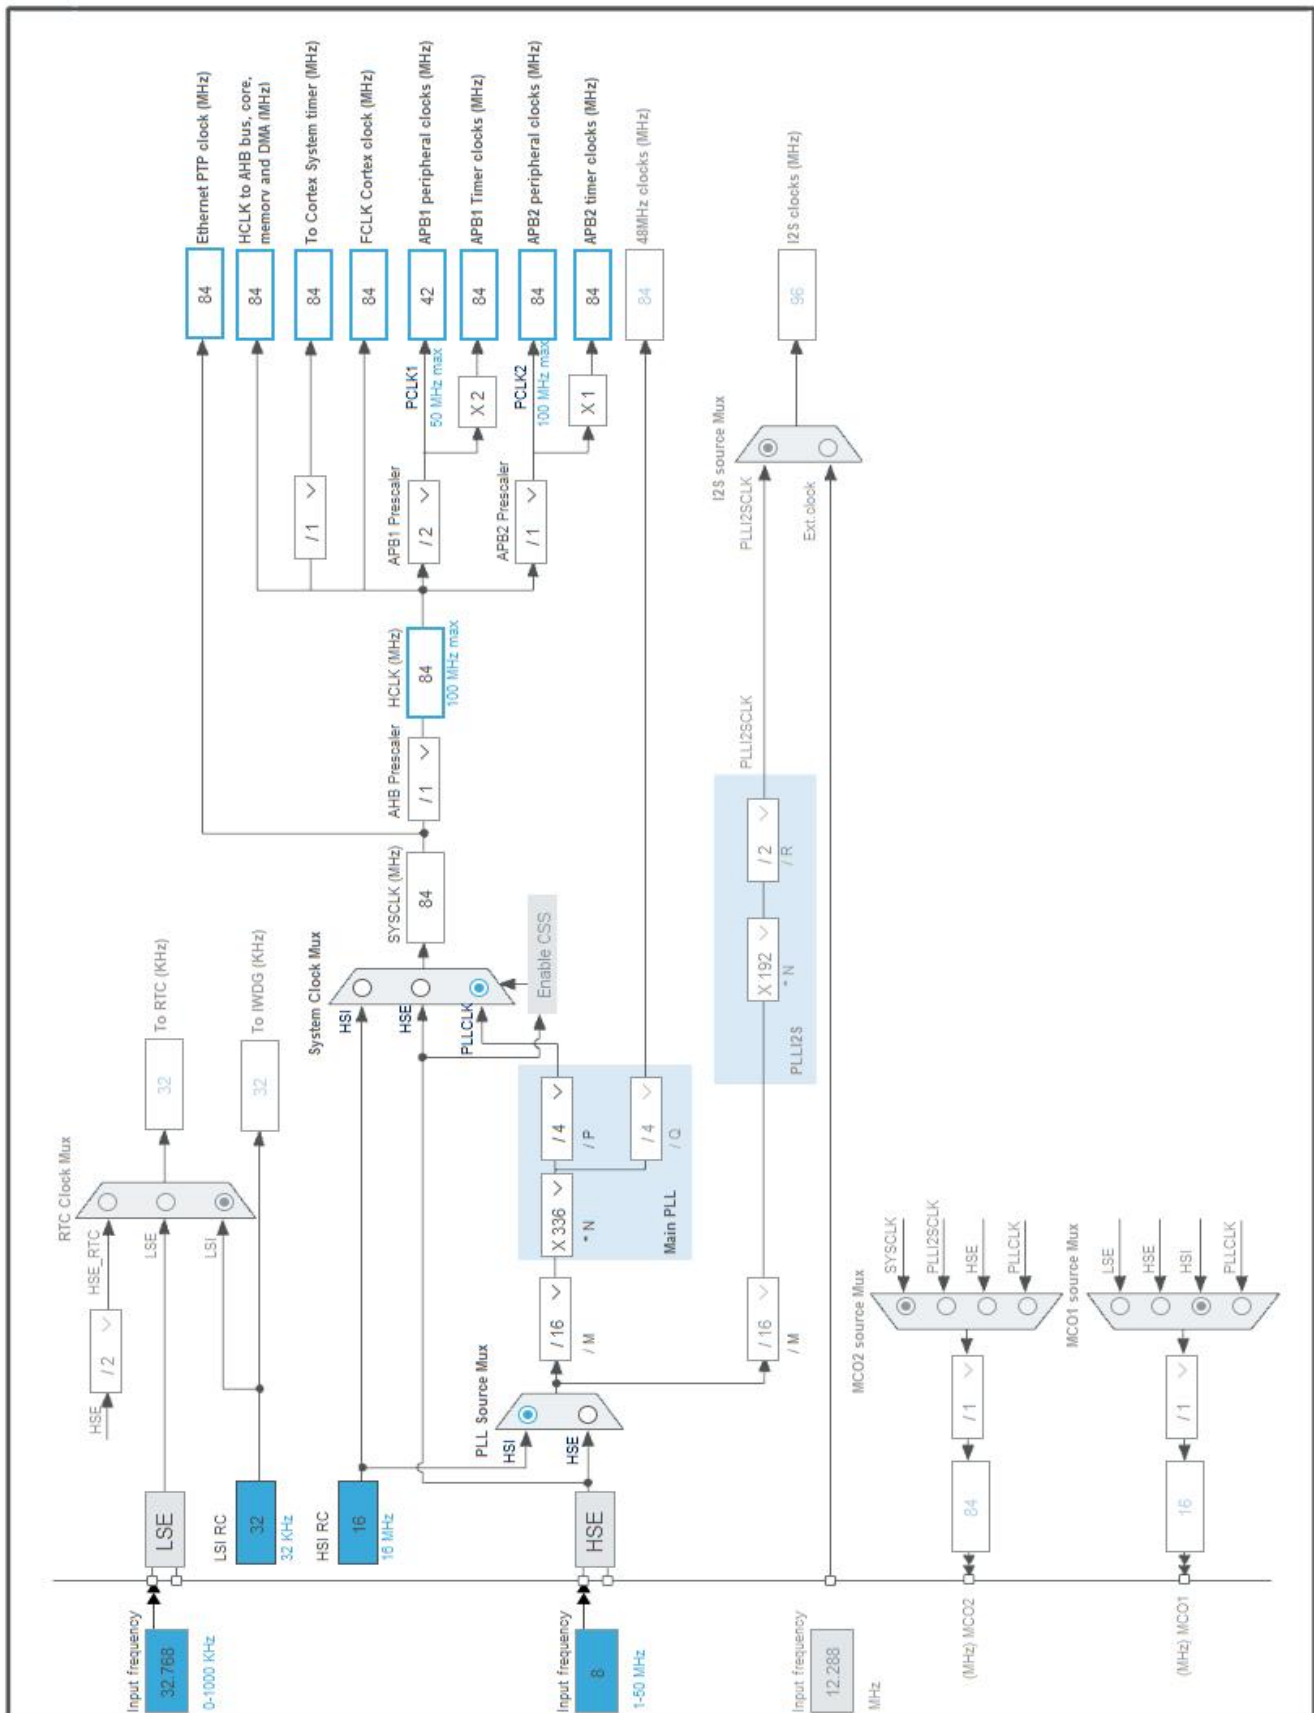 Input frequency
32.768
0-1000 KHz
LSE
LSI RC
32
32 KHz
HSI RC
16
16 MHz
Input frequency
8
1-50 MHz
HSE
Input frequency
12.288
MHz
HSE
/ 2
HSE_RTC
LSE
LSI
RTC Clock Mux
32
To RTC (KHz)
32
To IWDG (KHz)
PLL Source Mux
HSI
HSE
/ 16
/ M
X 336
* N
/ 4
/ P
/ 4
/ Q
Main PLL
System Clock Mux
HSI
HSE
PLLCLK
Enable CSS
SYSCLK (MHz)
84
AHB Prescaler
/ 1
HCLK (MHz)
84
100 MHz max
/ 1
APB1 Prescaler
/ 2
PCLK1
50 MHz max
X 2
APB2 Prescaler
/ 1
PCLK2
100 MHz max
X 1
84
Ethernet PTP clock (MHz)
84
HCLK to AHB bus, core,
memory and DMA (MHz)
84
To Cortex System timer (MHz)
84
FCLK Cortex clock (MHz)
42
APB1 peripheral clocks (MHz)
84
APB1 Timer clocks (MHz)
84
APB2 peripheral clocks (MHz)
84
APB2 timer clocks (MHz)
84
48MHz clocks (MHz)
/ 16
/ M
X 192
* N
/ 2
/ R
PLLI2S
PLLI2SCLK
PLLI2SCLK
Ext.clock
I2S source Mux
96
I2S clocks (MHz)
MCO2 source Mux
SYSCLK
PLLI2SCLK
HSE
PLLCLK
/ 1
84
(MHz) MCO2
MCO1 source Mux
LSE
HSE
HSI
PLLCLK
/ 1
16
(MHz) MCO1